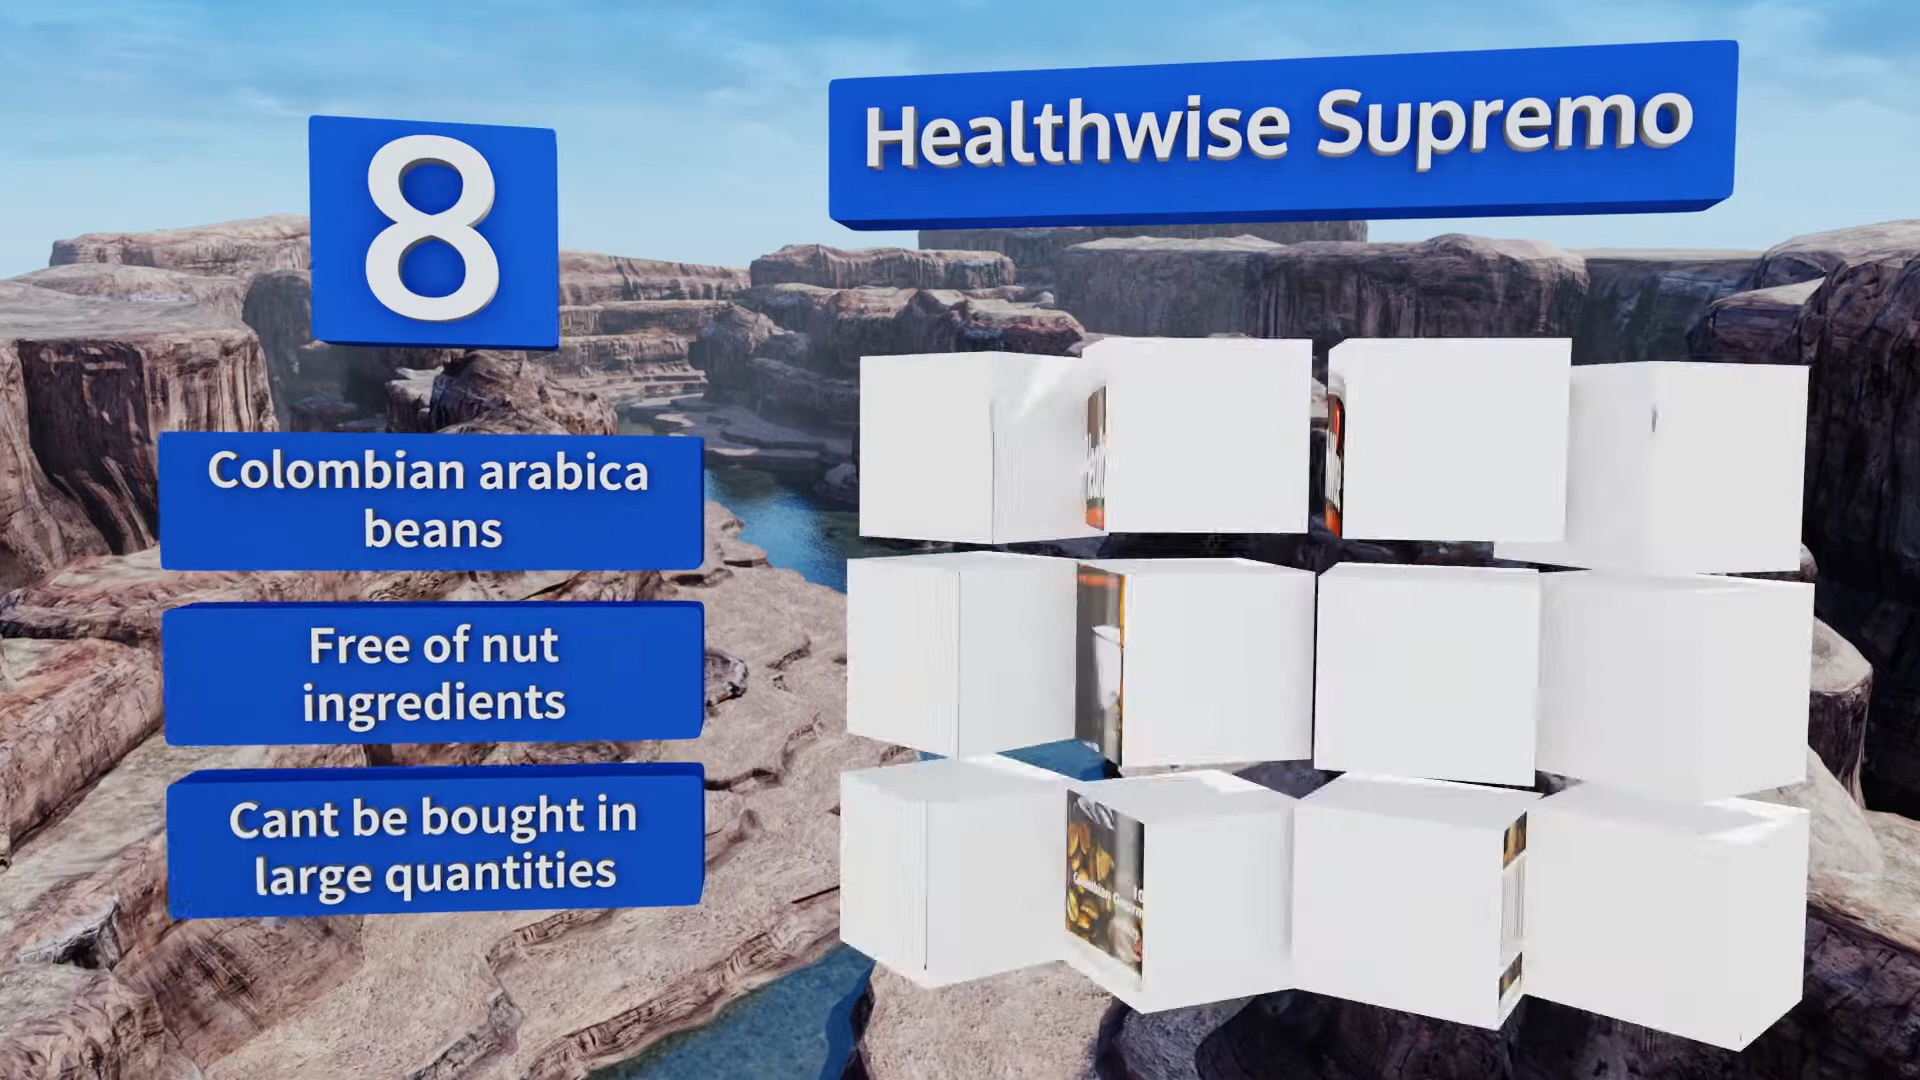 8
Healthwise Supremo
Colombian arabica
beans
Free of nut
ingredients
Cant be bought in
large quantities